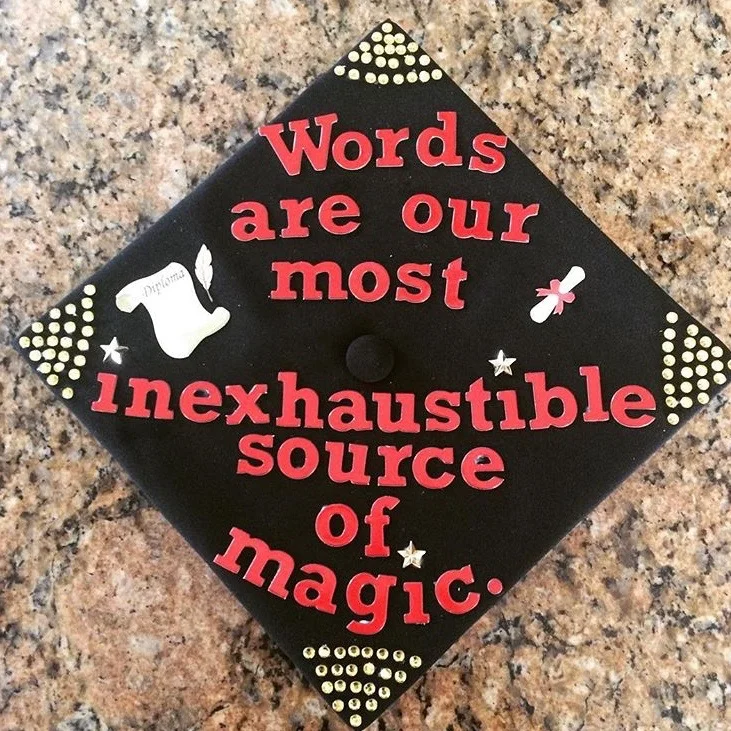 Words
are our
most
Diploma
inexhaustible
source
of
magic.